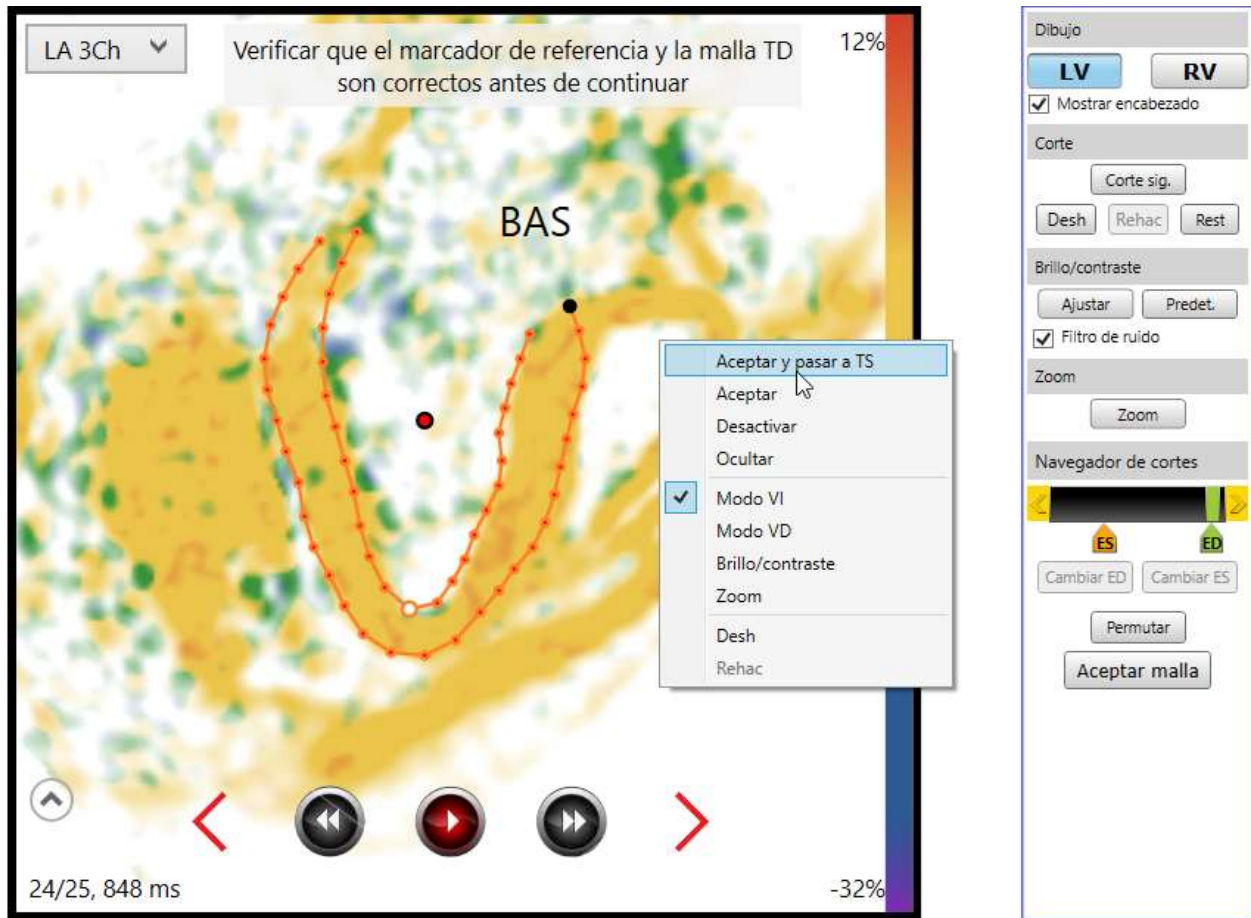 LA 3Ch
Verificar que el marcador de referencia y la malla TD
son correctos antes de continuar
12%
BAS
Aceptar y pasar a TS
Aceptar
Desactivar
Ocultar
Modo VI
Modo VD
Brillo/contraste
Zoom
Desh
Rehac
24/25, 848 ms
-32%
Dibujo
LV RV
Mostrar encabezado
Corte
Corte sig.
Desh Rehac Rest
Brillo/contraste
Ajustar Predet.
Filtro de ruido
Zoom
Zoom
Navegador de cortes
ES ED
Cambiar ED Cambiar ES
Permutar
Aceptar malla